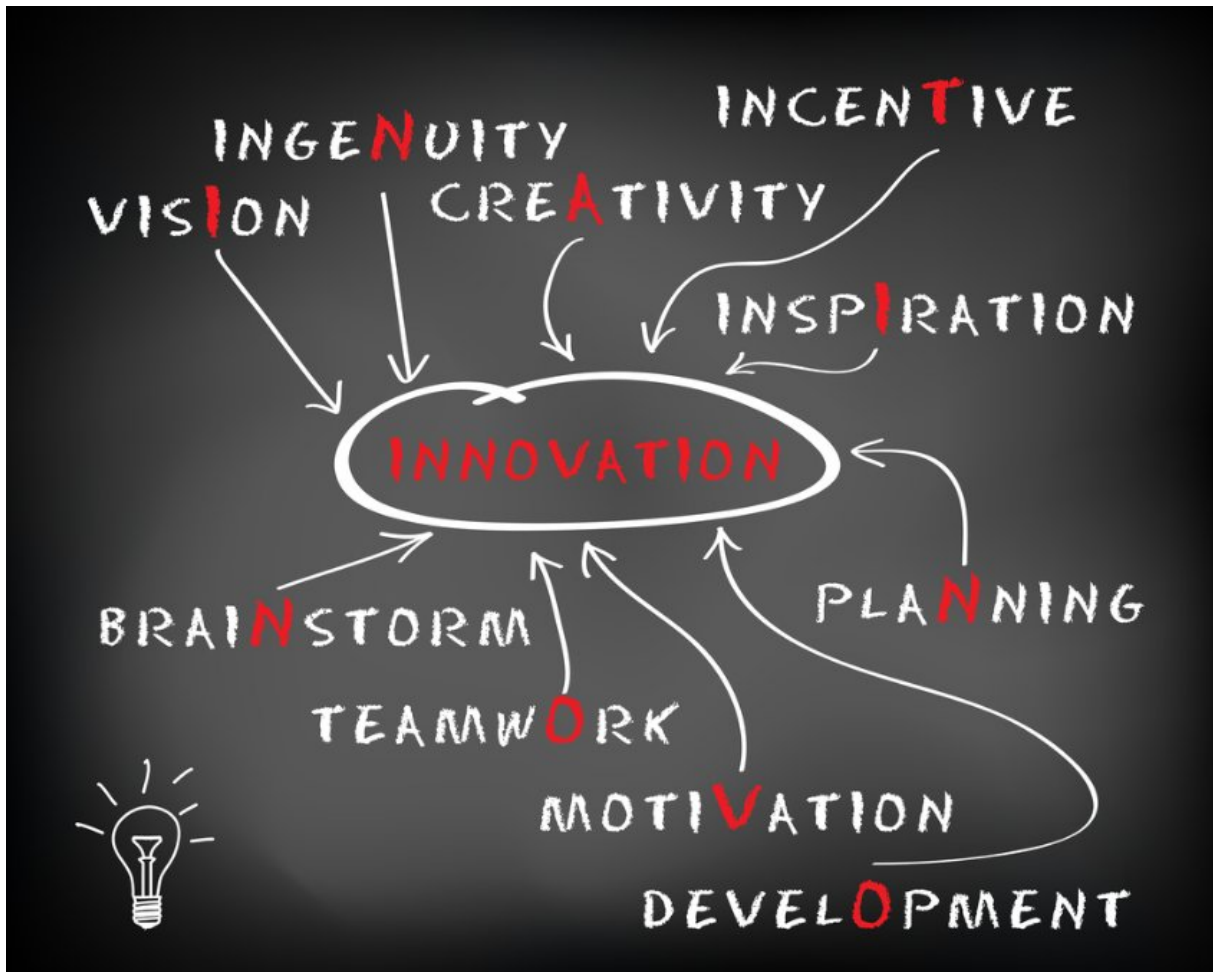 INCENTIVE
INGENUITY
CREATIVITY
VISION
INSPIRATION
INNOVATION
PLANNING
BRAINSTORM
TEAMWORK
MOTIVATION
DEVELOPMENT